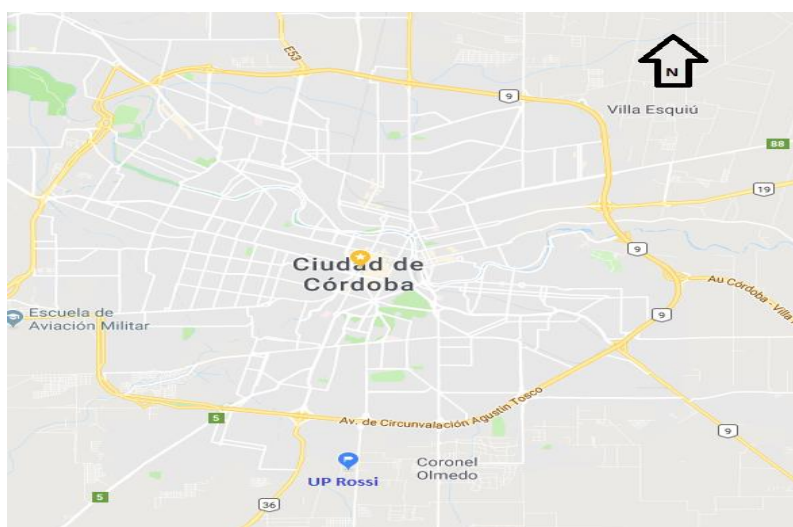 E53
N
9
Villa Esquiú
88
19
Ciudad de
Córdoba
9
Au Córdoba - Villa
Escuela de
Aviación Militar
9
5
Av. de Circunvalación Agustín Tosco
9
UP Rossi
Coronel
Olmedo
5
36